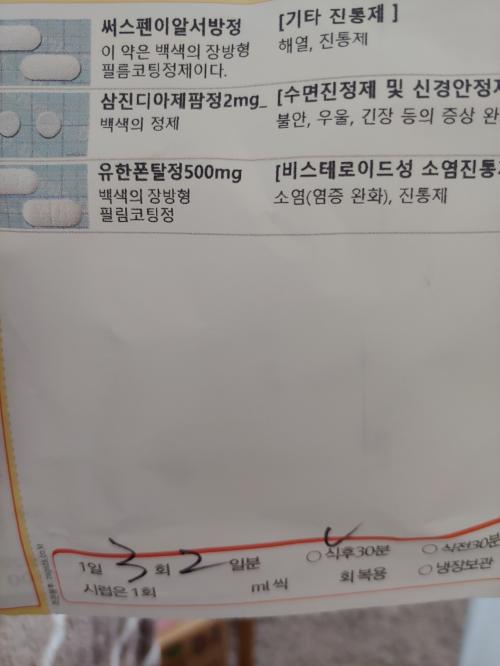 써스펜이알서방정 [기타 진통제 ]
이 약은 백색의 장방형 해열, 진통제
필름코팅정제이다.
삼진디아제팜정2mg_ [수면진정제 및 신경안정제
백색의 정제 불안, 우울, 긴장 등의 증상 완
유한폰탈정500mg [비스테로이드성 소염진통제
백색의 장방형 소염(염증 완화), 진통제
필림코팅정
1일 3 회 2 일분 식후30분 식전30분
시럽은 1회 ml 씩 회 복용 냉장보관